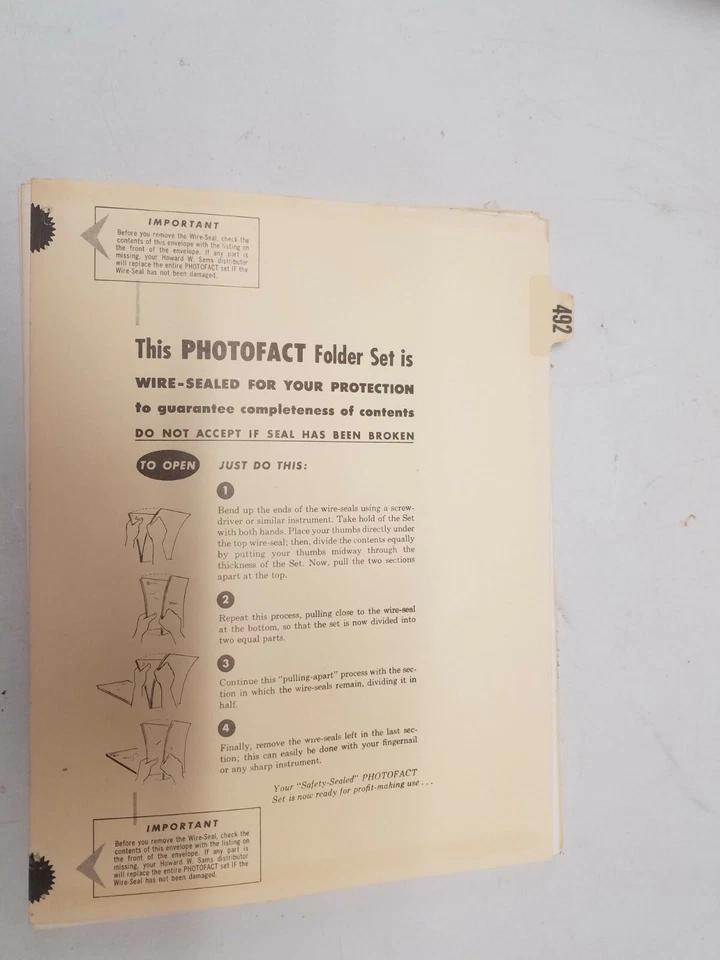 IMPORTANT
Before you remove the Wire-Seal, check the
contents of this envelope with the listing on
the front of the envelope. If any part is
missing, your Howard W. Sams distributor
will replace the entire PHOTOFACT set IF the
Wire-Seal has not been damaged.
492
This PHOTOFACT Folder Set is
WIRE-SEALED FOR YOUR PROTECTION
to guarantee completeness of contents
DO NOT ACCEPT IF SEAL HAS BEEN BROKEN
TO OPEN JUST DO THIS:
1
Bend up the ends of the wire-seals using a screw-
driver or similar instrument. Take hold of the Set
with both hands. Place your thumbs directly under
the top wire-seal; then, divide the contents equally
by putting your thumbs midway through the
thickness of the Set. Now, pull the two sections
apart at the top.
2
Repeat this process, pulling close to the wire-seal
at the bottom, so that the set is now divided into
two equal parts.
3
Continue this "pulling-apart" process with the sec-
tion in which the wire-seals remain, dividing it in
half.
4
Finally, remove the wire-seals left in the last sec-
tion; this can easily be done with your fingernail
or any sharp instrument.
Your "Safety-Sealed" PHOTOFACT
Set is now ready for profit-making use . . .
IMPORTANT
Before you remove the Wire-Seal, check the
contents of this envelope with the listing on
the front of the envelope. If any part is
missing, your Howard W. Sams distributor
will replace the entire PHOTOFACT set IF the
Wire-Seal has not been damaged.